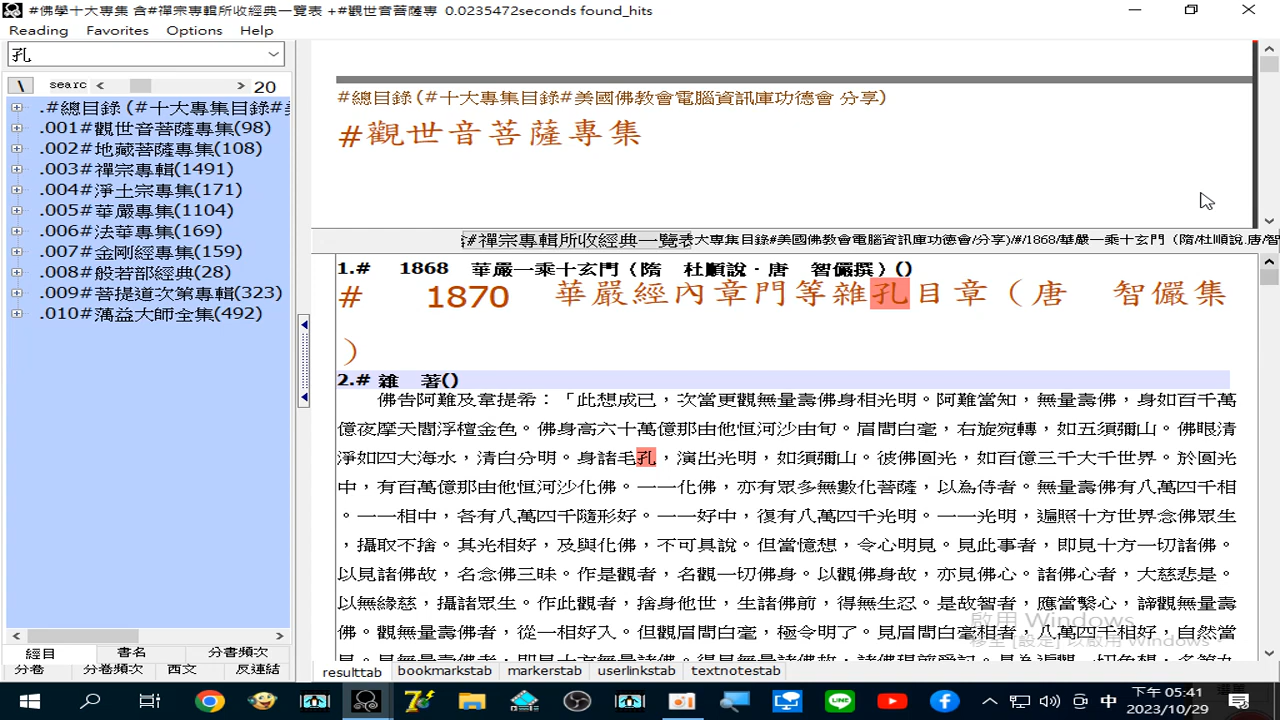 #佛學十大專集 含#禪宗專輯所收經典一覽表 +#觀世音菩薩專 0.0235472seconds found_hits
Reading Favorites Options Help
孔
\ searc 20
.#總目錄 (#十大專集目錄#美
.001#觀世音菩薩專集(98)
.002#地藏菩薩專集(108)
.003#禪宗專輯(1491)
.004#淨土宗專集(171)
.005#華嚴專集(1104)
.006#法華專集(169)
.007#金剛經專集(159)
.008#般若部經典(28)
.009#菩提道次第專輯(323)
.010#蕅益大師全集(492)
經目 書名 分書頻次
分卷 分卷頻次 西文 反連結
#總目錄 (#十大專集目錄#美國佛教會電腦資訊庫功德會 分享)
#觀世音菩薩專集
#禪宗專輯所收經典一覽表大專集目錄#美國佛教會電腦資訊庫功德會/分享)/#/1868/華嚴一乘十玄門（隋/杜順說.唐/智
1.# 1868 華嚴一乘十玄門（隋 杜順說．唐 智儼撰）()
# 1870 華嚴經內章門等雜孔目章（唐 智儼集
）
2.# 雜 著()
佛告阿難及韋提希：「此想成已，次當更觀無量壽佛身相光明。阿難當知，無量壽佛，身如百千萬
億夜摩天閻浮檀金色。佛身高六十萬億那由他恒河沙由旬。眉間白毫，右旋宛轉，如五須彌山。佛眼清
淨如四大海水，清白分明。身諸毛孔，演出光明，如須彌山。彼佛圓光，如百億三千大千世界。於圓光
中，有百萬億那由他恒河沙化佛。一一化佛，亦有眾多無數化菩薩，以為侍者。無量壽佛有八萬四千相
。一一相中，各有八萬四千隨形好。一一好中，復有八萬四千光明。一一光明，遍照十方世界念佛眾生
，攝取不捨。其光相好，及與化佛，不可具說。但當憶想，令心明見。見此事者，即見十方一切諸佛。
以見諸佛故，名念佛三昧。作是觀者，名觀一切佛身。以觀佛身故，亦見佛心。諸佛心者，大慈悲是。
以無緣慈，攝諸眾生。作此觀者，捨身他世，生諸佛前，得無生忍。是故智者，應當繫心，諦觀無量壽
佛。觀無量壽佛者，從一相好入。但觀眉間白毫，極令明了。見眉間白毫相者，八萬四千相好，自然當
啟用 Windows
移至 [設定] 以啟用 Windows
resulttab bookmarkstab markerstab userlinkstab textnotestab
中
下午 05:41
2023/10/29